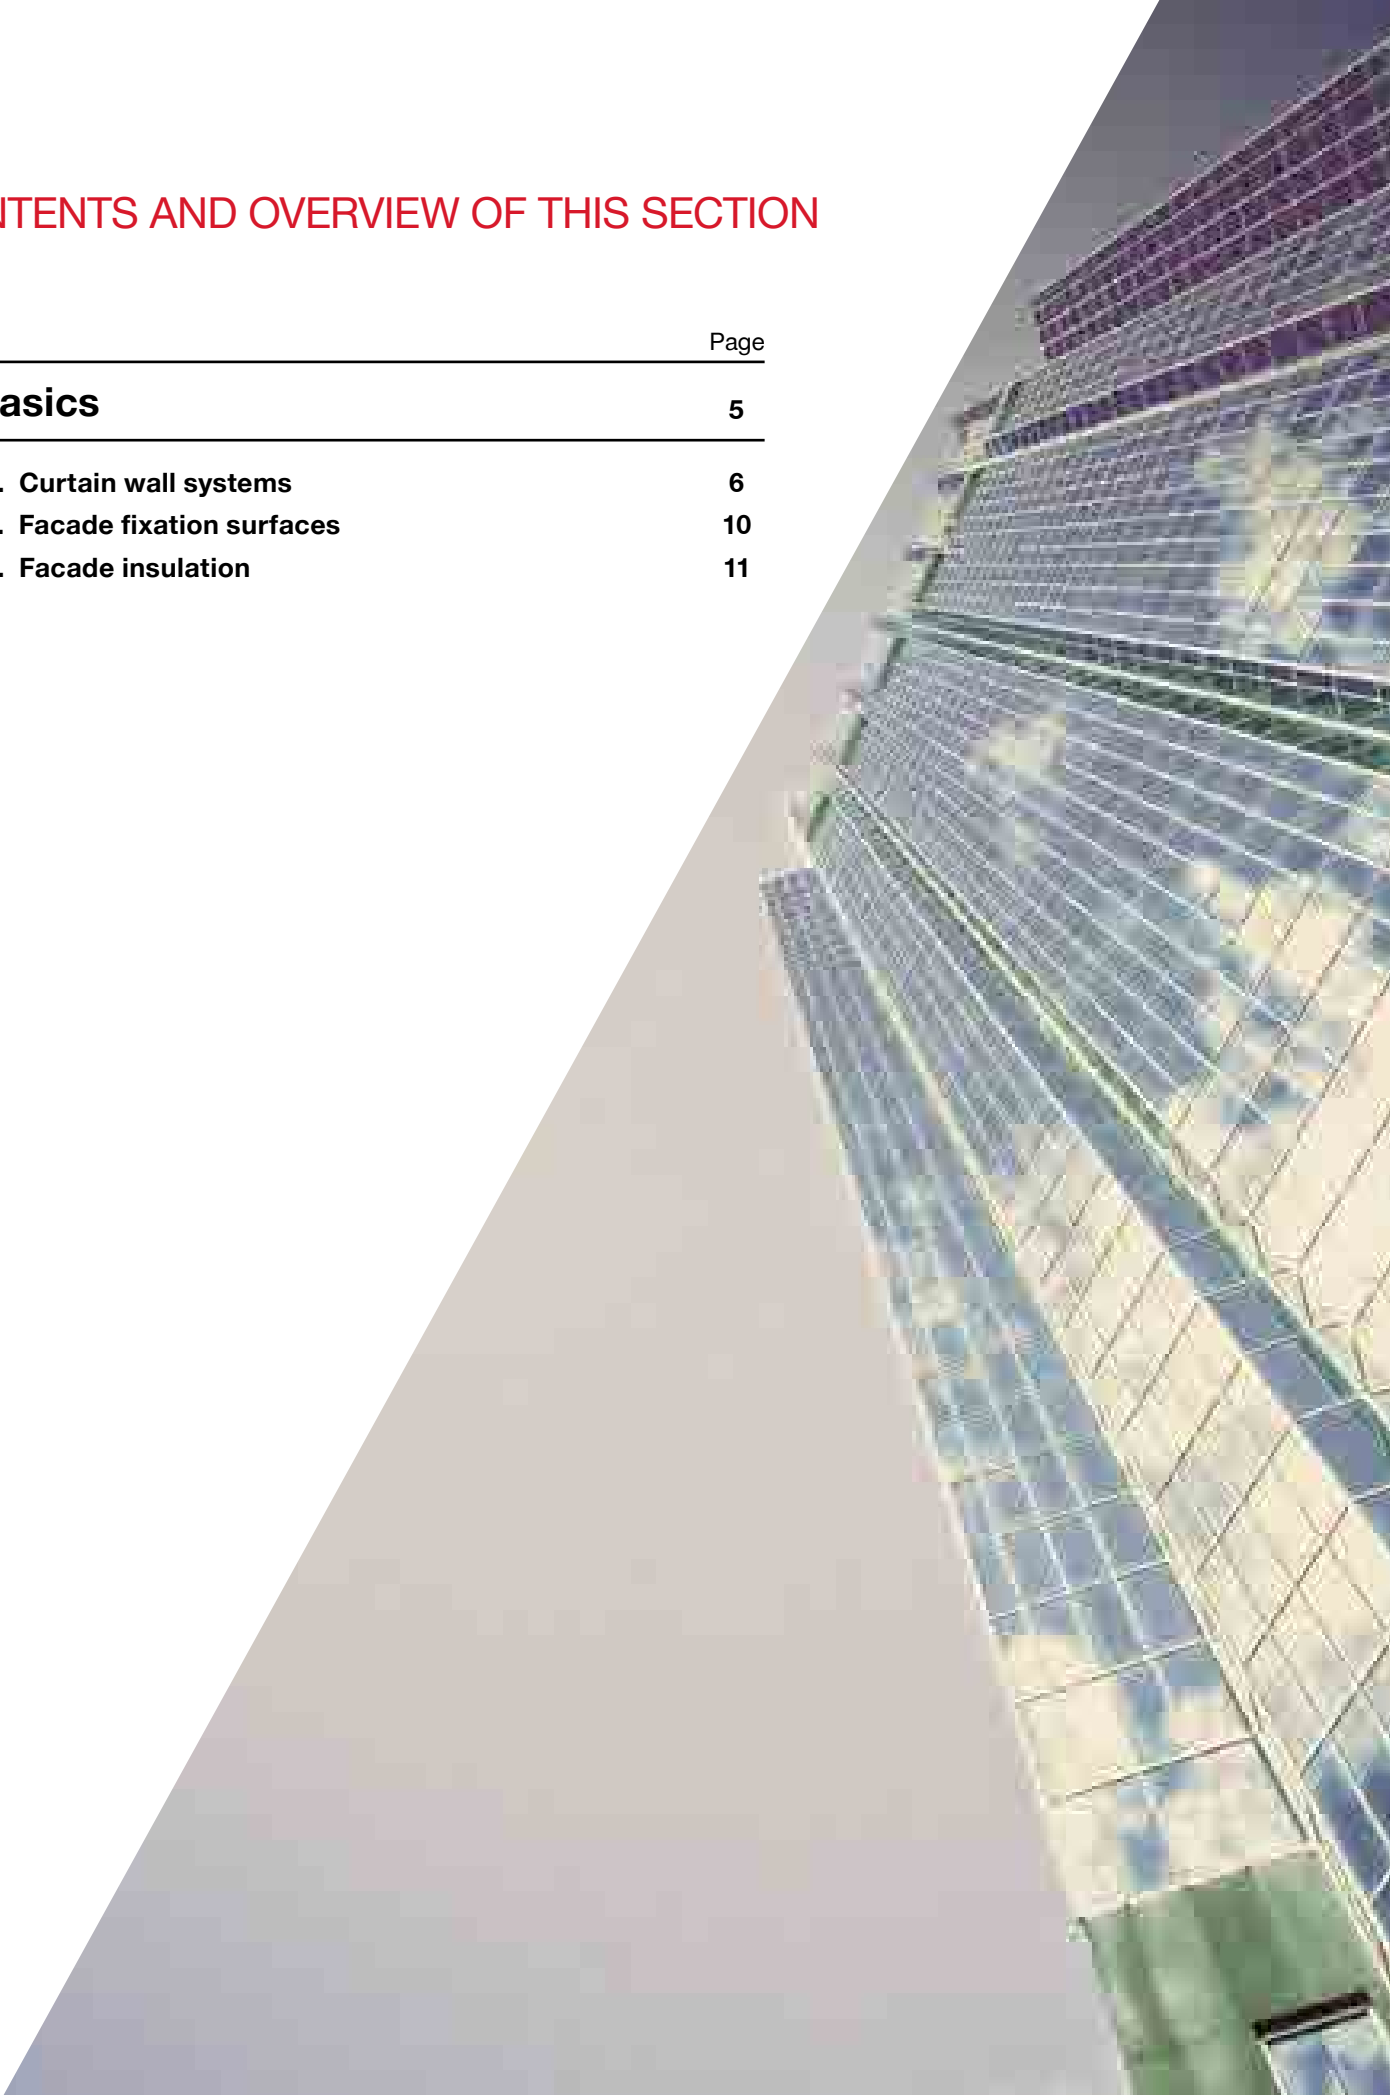 NTENTS AND OVERVIEW OF THIS SECTION
Page
asics 5
. Curtain wall systems 6
. Facade fixation surfaces 10
. Facade insulation 11